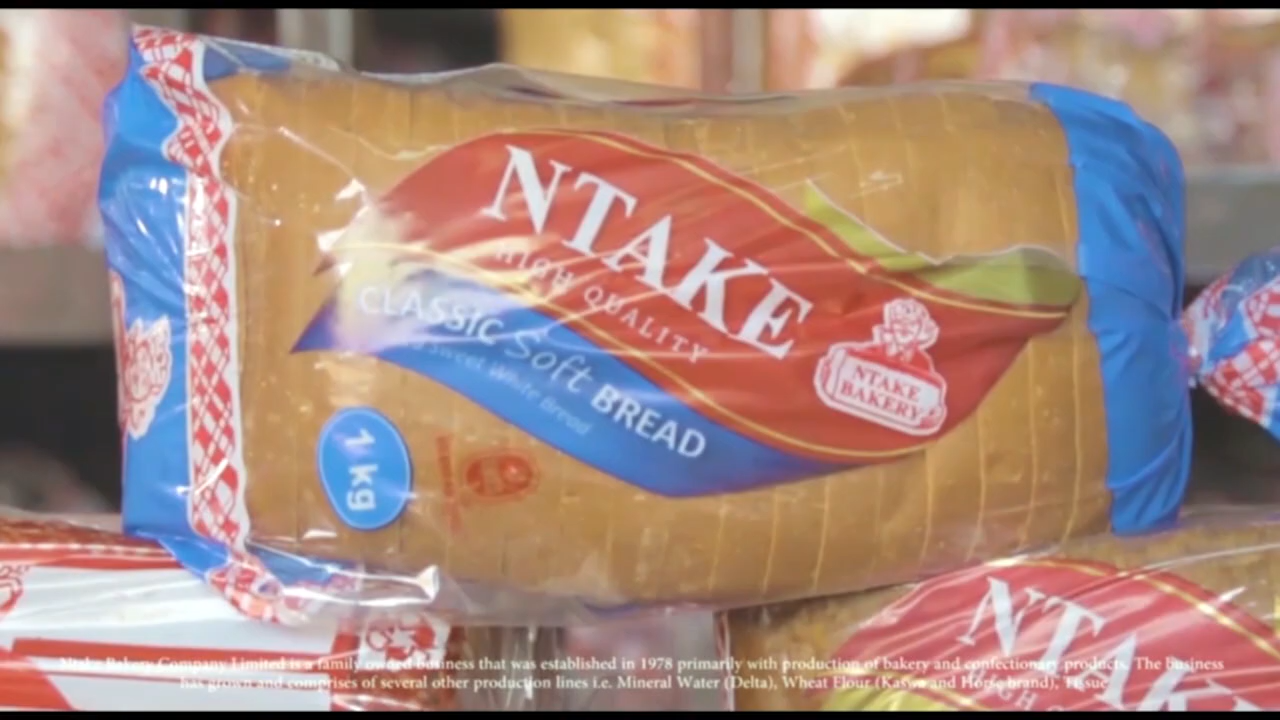 NTAKE
HIGH QUALITY
CLASSIC Soft BREAD
Sweet White Bread
NTAKE
BAKERY
1 kg
NTAK
Ntake Bakery Company Limited is a family owned business that was established in 1978 primarily with production of bakery and confectionary products. The business
has grown and comprises of several other production lines i.e. Mineral Water (Delta), Wheat Flour (Kaswa and Horse brand), Tissue